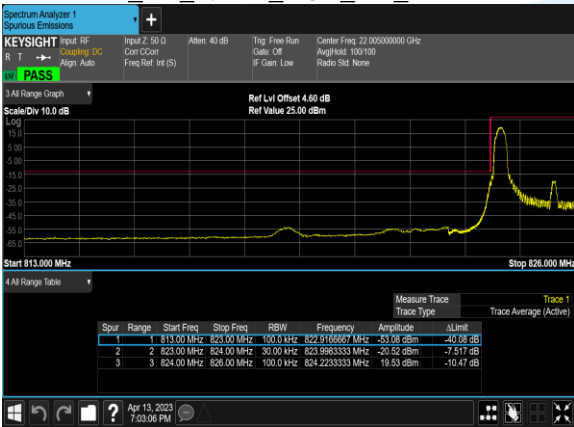 Spectrum Analyzer 1
Spurious Emissions
+
KEYSIGHT Input: RF Input Z: 50 Ω Atten: 40 dB Trig: Free Run Center Freq: 22.005000000 GHz
R T Coupling: DC Corr CCorr Gate: Off Avg|Hold: 100/100
Align: Auto Freq Ref: Int (S) IF Gain: Low Radio Std: None
PASS
3 All Range Graph
Ref Lvl Offset 4.60 dB
Scale/Div 10.0 dB Ref Value 25.00 dBm
Log
15.0
5.00
-5.00
-15.0
-25.0
-35.0
-45.0
-55.0
-65.0
Start 813.000 MHz Stop 826.000 MHz
4 All Range Table
Measure Trace Trace 1
Trace Type Trace Average (Active)
Spur Range Start Freq Stop Freq RBW Frequency Amplitude ΔLimit
1 1 813.00 MHz 823.00 MHz 100.0 kHz 822.9166667 MHz -53.08 dBm -40.08 dB
2 2 823.00 MHz 824.00 MHz 30.00 kHz 823.9983333 MHz -20.52 dBm -7.517 dB
3 3 824.00 MHz 826.00 MHz 100.0 kHz 824.2233333 MHz 19.53 dBm -10.47 dB
? Apr 13, 2023
7:03:06 PM